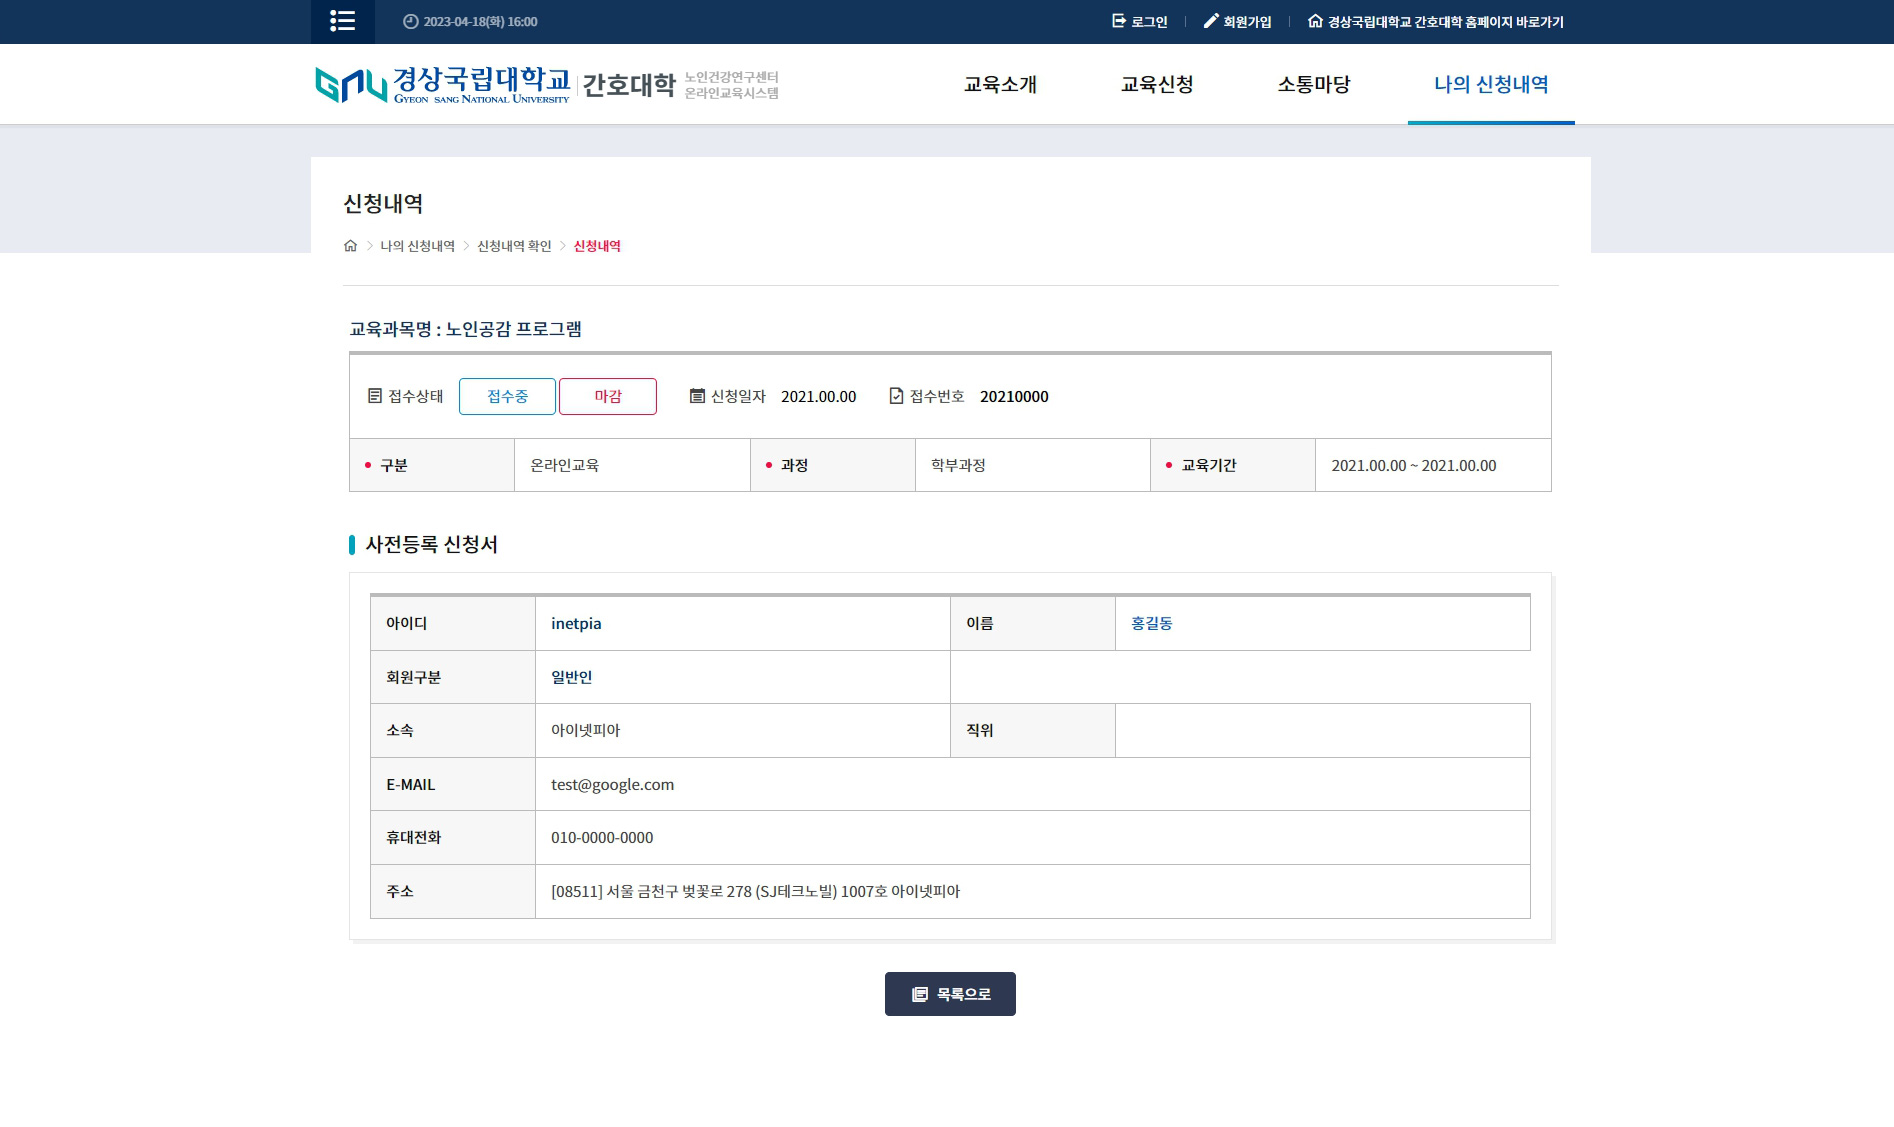 2023-04-18(화) 16:00
로그인
회원가입
경상국립대학교 간호대학 홈페이지 바로가기
경상국립대학교
GYEONGSANG NATIONAL UNIVERSITY
간호대학
노인건강연구센터
온라인교육시스템
교육소개
교육신청
소통마당
나의 신청내역
신청내역
나의 신청내역
신청내역 확인
신청내역
교육과목명 : 노인공감 프로그램
접수상태
접수중
마감
신청일자 2021.00.00
접수번호 20210000
구분
온라인교육
과정
학부과정
교육기간
2021.00.00 ~ 2021.00.00
사전등록 신청서
아이디
inetpia
이름
홍길동
회원구분
일반인
소속
아이넷피아
직위
E-MAIL
test@google.com
휴대전화
010-0000-0000
주소
[08511] 서울 금천구 벚꽃로 278 (SJ테크노빌) 1007호 아이넷피아
목록으로